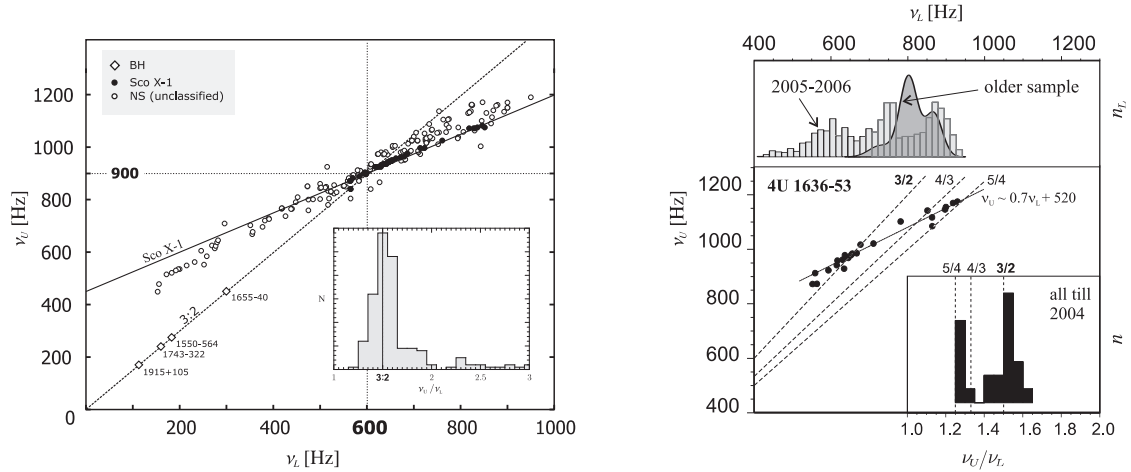 BH
Sco X-1
NS (unclassified)
1200
1000
900
800
600
400
200
0
ν_U [Hz]
Sco X-1
3:2
1655-40
1550-564
1743-322
1915+105
N
1
3:2
2
2.5
3
ν_U/ν_L
0
200
400
600
800
1000
ν_L [Hz]
ν_L [Hz]
400
600
800
1000
1200
2005-2006
older sample
n_L
4U 1636-53
3/2
4/3
5/4
ν_U ~ 0.7ν_L + 520
1200
1000
800
600
400
ν_U [Hz]
5/4
4/3
3/2
all till
2004
n
1.0
1.2
1.4
1.6
1.8
2.0
ν_U/ν_L